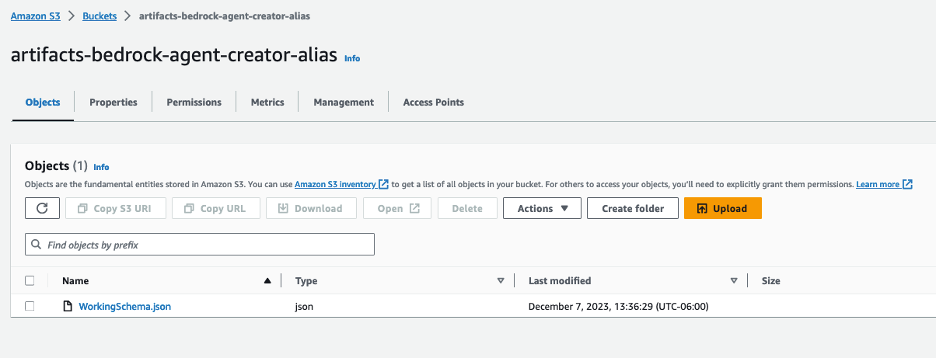 Amazon S3 > Buckets > artifacts-bedrock-agent-creator-alias
artifacts-bedrock-agent-creator-alias Info
Objects Properties Permissions Metrics Management Access Points
Objects (1) Info
Objects are the fundamental entities stored in Amazon S3. You can use Amazon S3 inventory to get a list of all objects in your bucket. For others to access your objects, you'll need to explicitly grant them permissions. Learn more
Copy S3 URI Copy URL Download Open Delete Actions Create folder Upload
Find objects by prefix
Name Type Last modified Size
WorkingSchema.json json December 7, 2023, 13:36:29 (UTC-06:00)